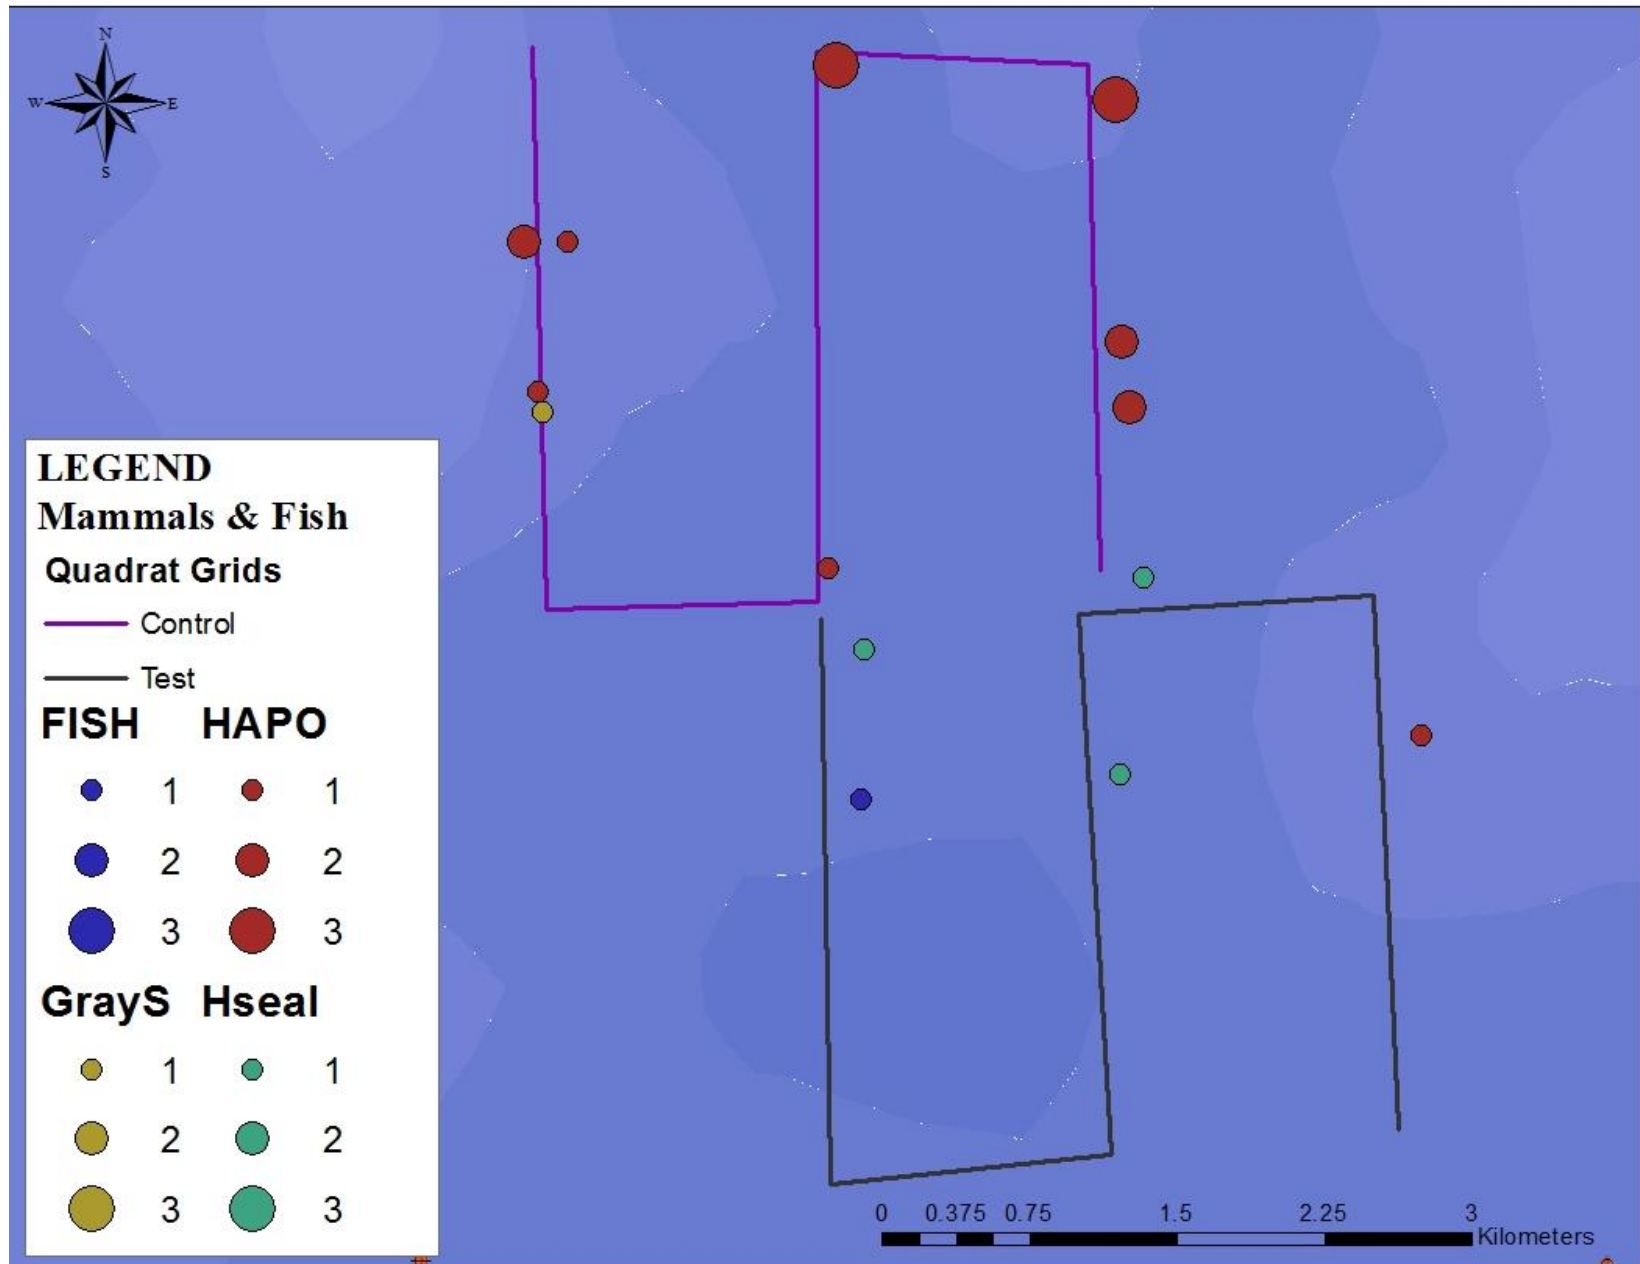 N
W E
S
LEGEND
Mammals & Fish
Quadrat Grids
Control
Test
FISH HAPO
1 1
2 2
3 3
GrayS Hseal
1 1
2 2
3 3
0 0.375 0.75 1.5 2.25 3
Kilometers